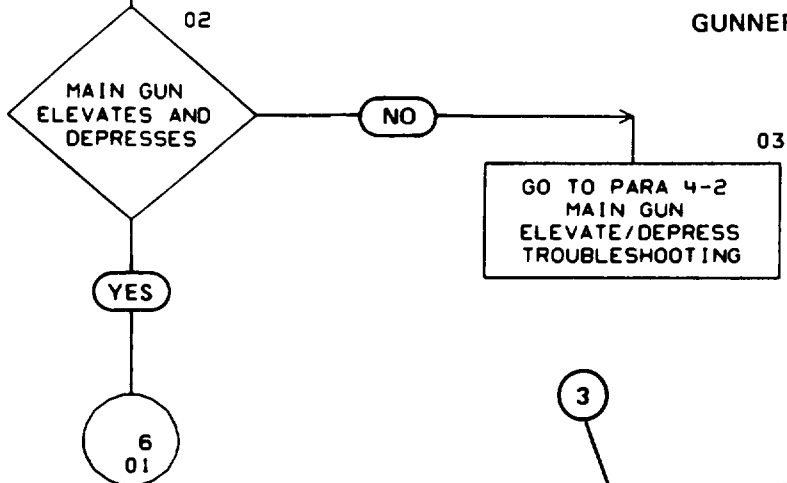 02
GUNNER
MAIN GUN
ELEVATES AND
DEPRESSES
NO
03
GO TO PARA 4-2
MAIN GUN
ELEVATE/DEPRESS
TROUBLESHOOTING
YES
3
6
01